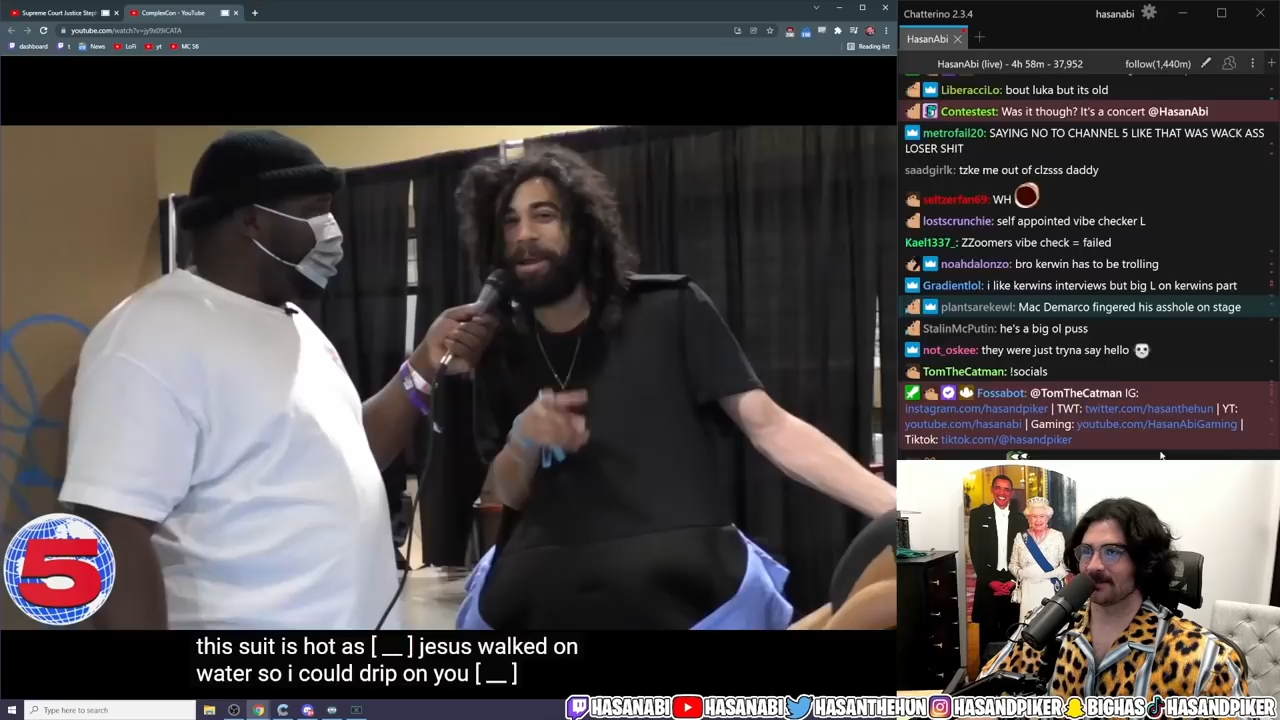 Supreme Court Justice Step
ComplexCon - YouTube
Chatterino 2.3.4
hasanabi
youtube.com/watch?v=jy9x09iCATA
HasanAbi
dashboard
t
News
LoFi
yt
MC S6
Reading list
HasanAbi (live) - 4h 58m - 37,952
follow(1,440m)
LiberacciLo: bout luka but its old
Contestest: Was it though? It's a concert @HasanAbi
metrofail20: SAYING NO TO CHANNEL 5 LIKE THAT WAS WACK ASS
LOSER SHIT
saadgirlk: tzke me out of clzsss daddy
seltzerfan69: WH
lostscrunchie: self appointed vibe checker L
Kael1337_: ZZoomers vibe check = failed
noahdalonzo: bro kerwin has to be trolling
Gradientlol: i like kerwins interviews but big L on kerwins part
plantsarekewl: Mac Demarco fingered his asshole on stage
StalinMcPutin: he's a big ol puss
not_oskee: they were just tryna say hello
TomTheCatman: !socials
Fossabot: @TomTheCatman IG:
instagram.com/hasandpiker | TWT: twitter.com/hasanthehun | YT:
youtube.com/hasanabi | Gaming: youtube.com/HasanAbiGaming |
Tiktok: tiktok.com/@hasandpiker
5
this suit is hot as [ __ ] jesus walked on
water so i could drip on you [ __ ]
Type here to search
HASANABI
HASANABI
HASANTHEHUN
HASANDPIKER
BIGHAS
HASANDPIKER